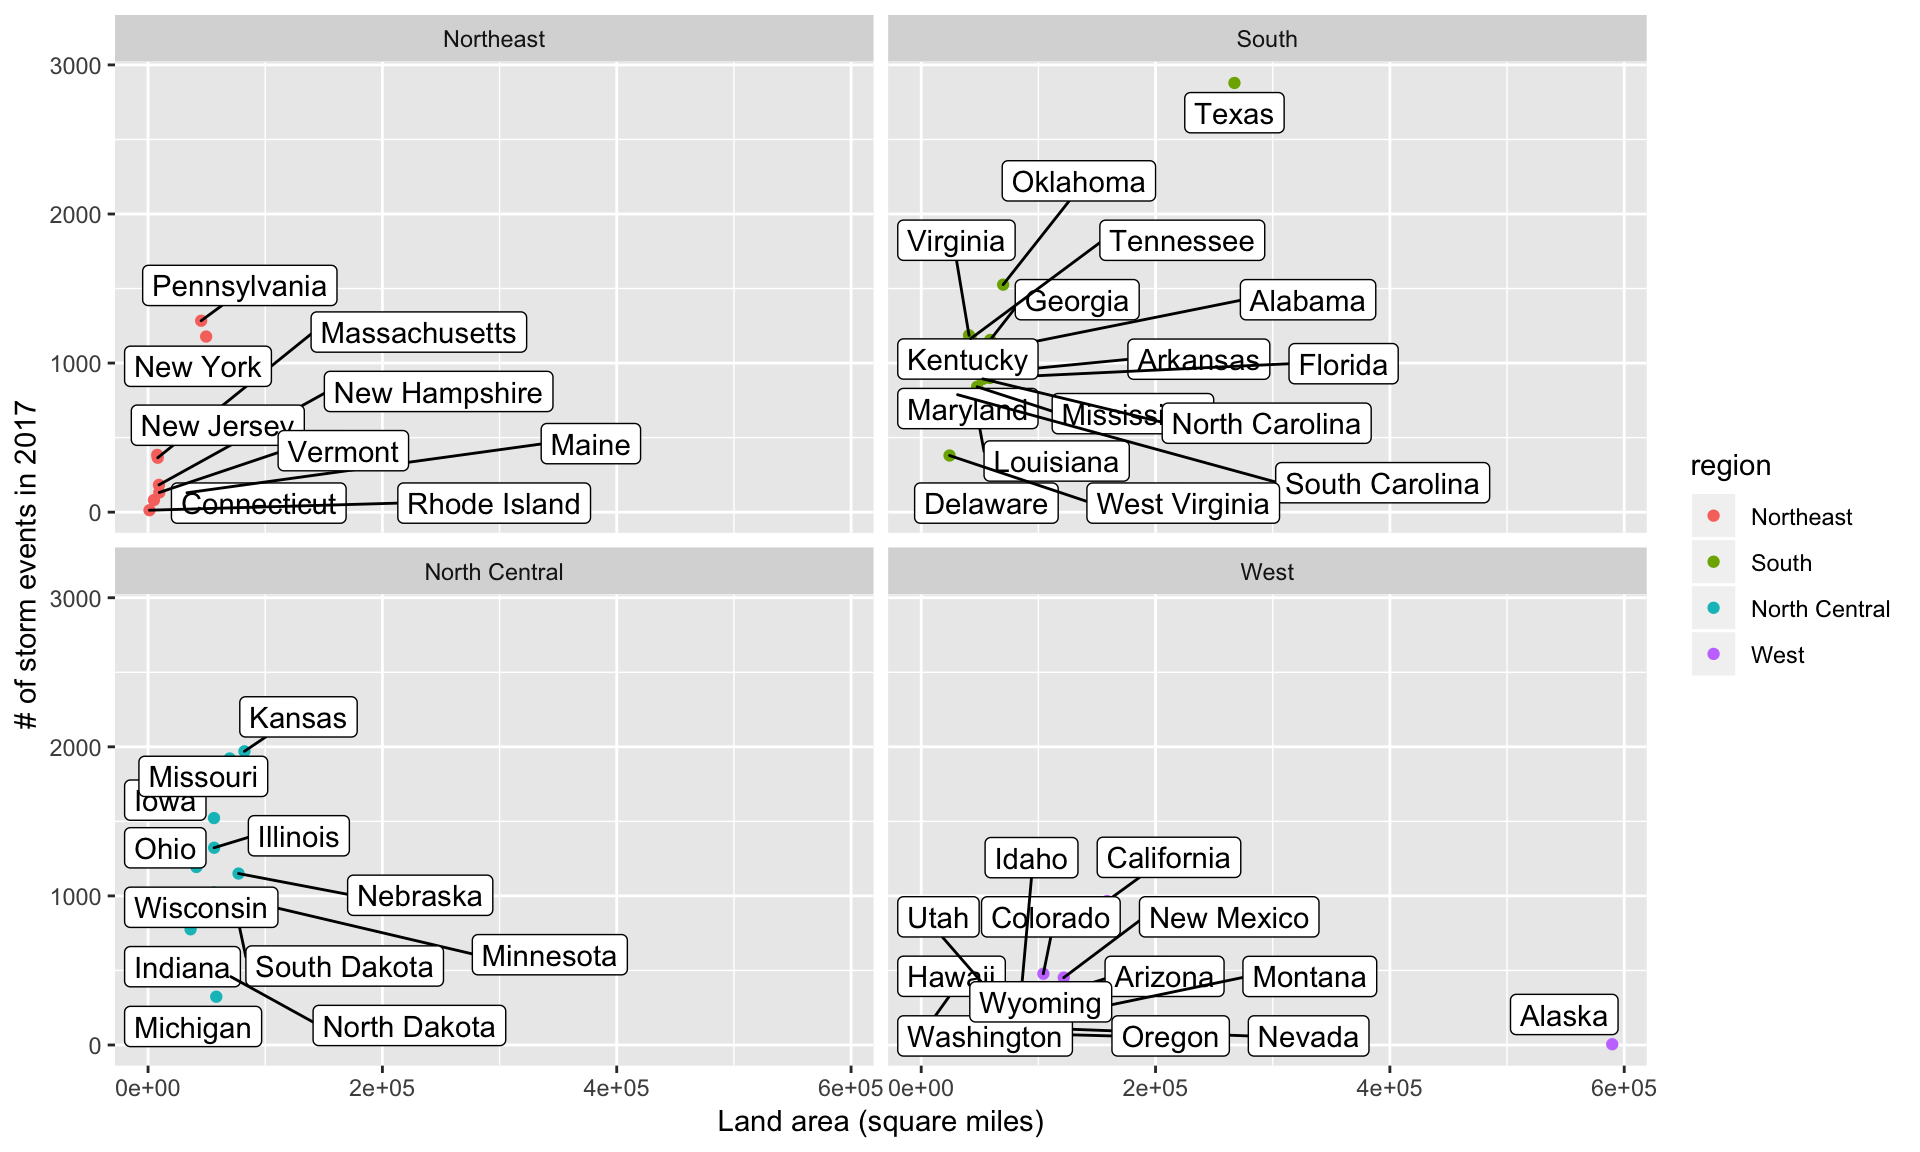 Northeast
South
3000
2000
1000
0
# of storm events in 2017
Pennsylvania
Massachusetts
New York
New Hampshire
New Jersey
Vermont
Maine
Connecticut
Rhode Island
Texas
Oklahoma
Virginia
Tennessee
Georgia
Alabama
Kentucky
Arkansas
Florida
Maryland
North Carolina
Louisiana
South Carolina
Delaware
West Virginia
region
Northeast
South
North Central
West
North Central
West
3000
2000
1000
0
Kansas
Missouri
Iowa
Ohio
Illinois
Nebraska
Wisconsin
Minnesota
Indiana
South Dakota
Michigan
North Dakota
Idaho
California
Utah
Colorado
New Mexico
Hawaii
Arizona
Montana
Wyoming
Alaska
Washington
Oregon
Nevada
0e+00
2e+05
4e+05
6e+05
0e+00
2e+05
4e+05
6e+05
Land area (square miles)